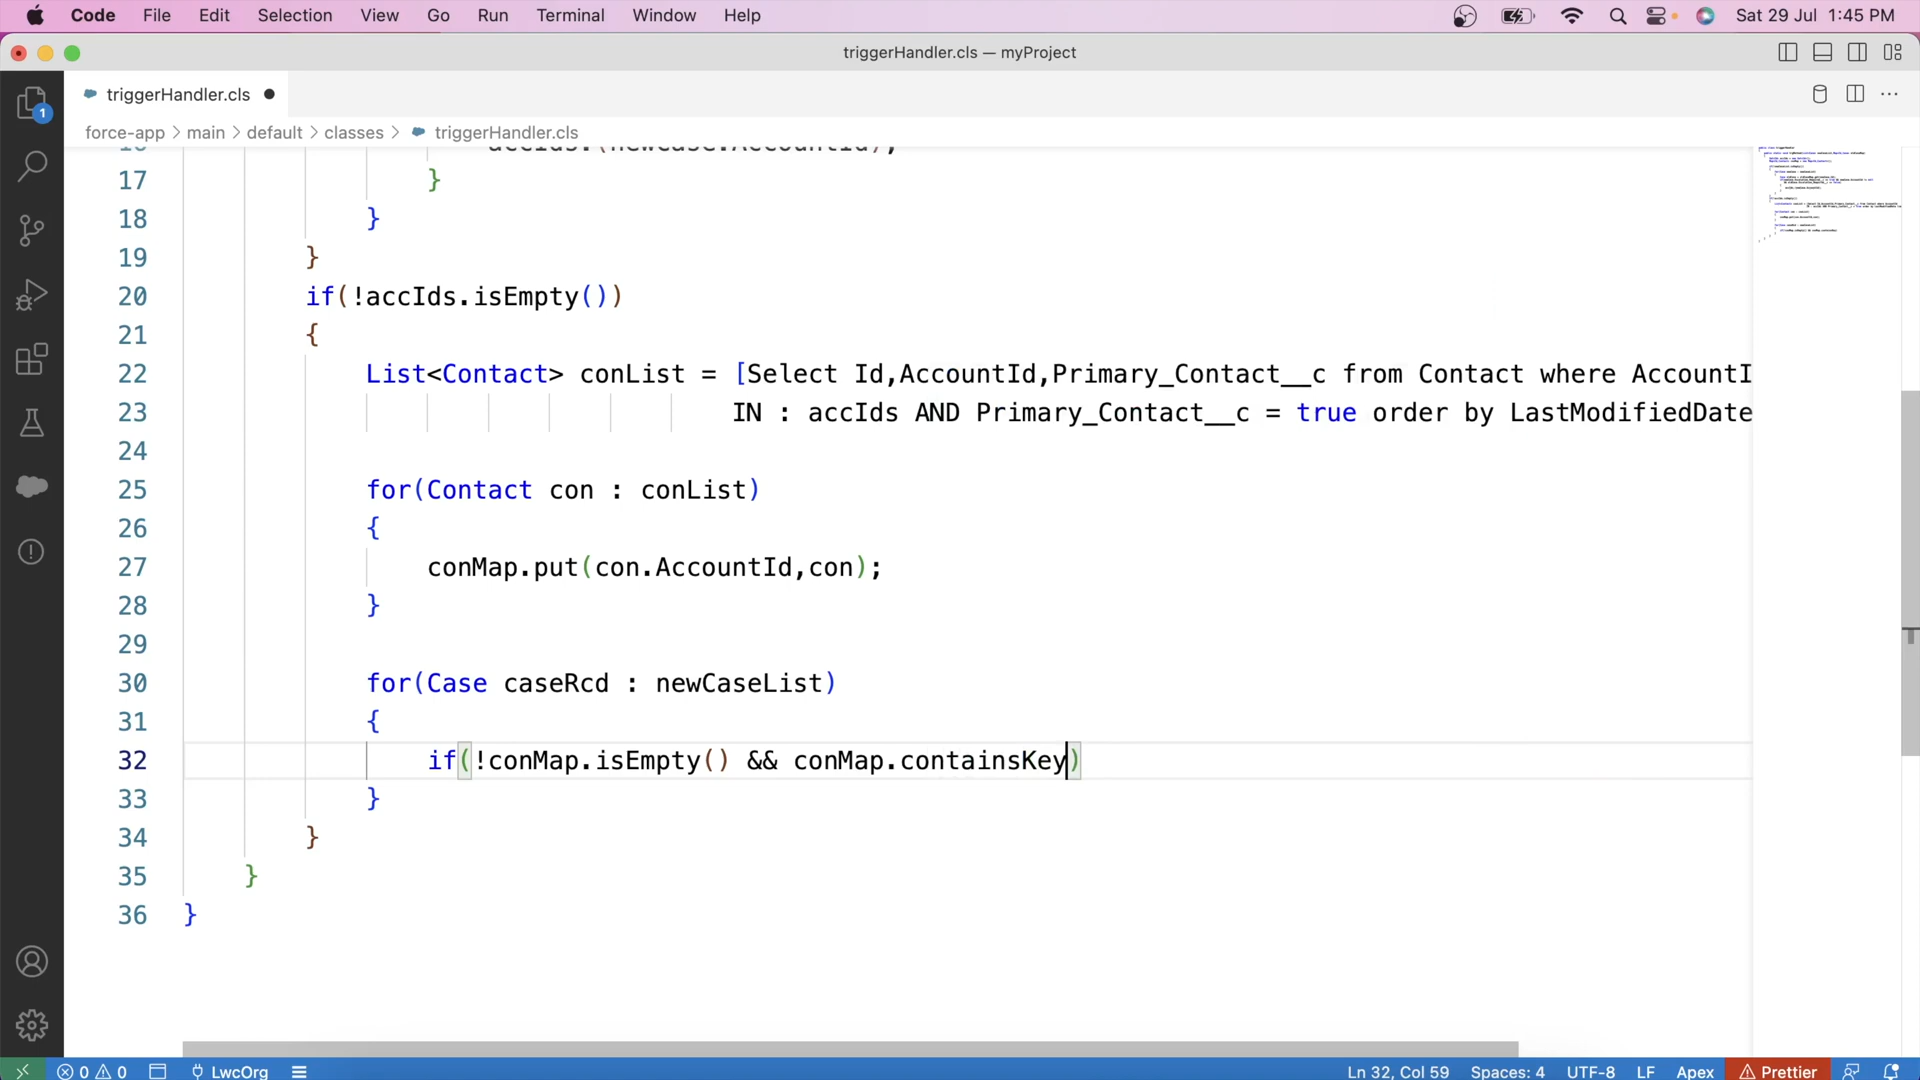 Code File Edit Selection View Go Run Terminal Window Help Sat 29 Jul 1:45 PM
triggerHandler.cls — myProject
triggerHandler.cls
force-app > main > default > classes > triggerHandler.cls
1
accIds.(newCase.AccountId);
17 }
18 }
19 }
20 if(!accIds.isEmpty())
21 {
22 List<Contact> conList = [Select Id,AccountId,Primary_Contact__c from Contact where AccountI
23 IN : accIds AND Primary_Contact__c = true order by LastModifiedDate
24
25 for(Contact con : conList)
26 {
27 conMap.put(con.AccountId,con);
28 }
29
30 for(Case caseRcd : newCaseList)
31 {
32 if(!conMap.isEmpty() && conMap.containsKey)
33 }
34 }
35 }
36 }
0 0 LwcOrg Ln 32, Col 59 Spaces: 4 UTF-8 LF Apex Prettier